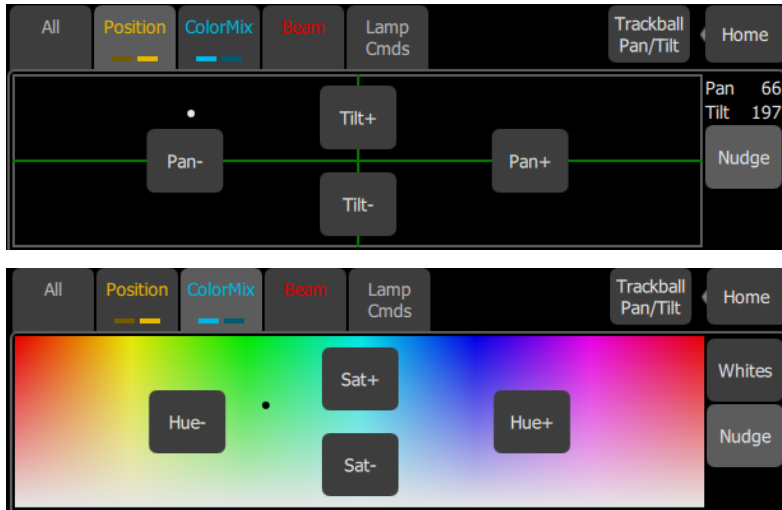 All
Position
ColorMix
Beam
Lamp
Cmds
Trackball
Pan/Tilt
Home
Pan 66
Tilt 197
Tilt+
Pan-
Pan+
Nudge
Tilt-
All
Position
ColorMix
Beam
Lamp
Cmds
Trackball
Pan/Tilt
Home
Whites
Sat+
Hue-
Hue+
Nudge
Sat-